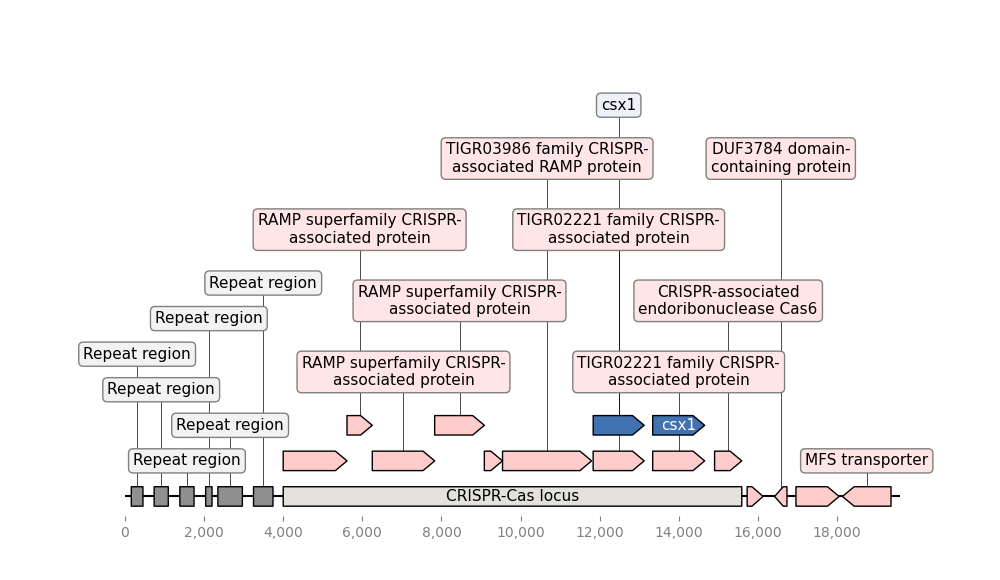 csx1
TIGR03986 family CRISPR-
associated RAMP protein
DUF3784 domain-
containing protein
RAMP superfamily CRISPR-
associated protein
TIGR02221 family CRISPR-
associated protein
Repeat region
RAMP superfamily CRISPR-
associated protein
CRISPR-associated
endoribonuclease Cas6
Repeat region
Repeat region
RAMP superfamily CRISPR-
associated protein
TIGR02221 family CRISPR-
associated protein
Repeat region
Repeat region
csx1
Repeat region
MFS transporter
CRISPR-Cas locus
0 2,000 4,000 6,000 8,000 10,000 12,000 14,000 16,000 18,000